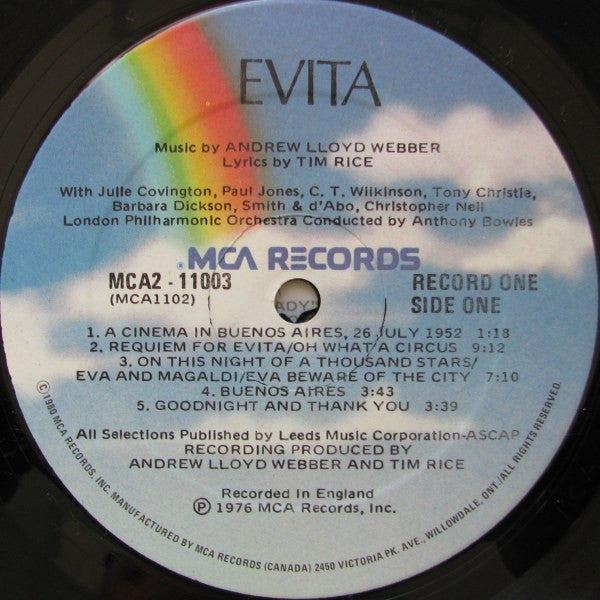 EVITA
Music by ANDREW LLOYD WEBBER
Lyrics by TIM RICE
With Julie Covington, Paul Jones, C. T. Wilkinson, Tony Christie,
Barbara Dickson, Smith & d'Abo, Christopher Neil
London Philharmonic Orchestra Conducted by Anthony Bowles
MCA RECORDS
MCA2 - 11003
(MCA1102)
RECORD ONE
SIDE ONE
ADY'
1. A CINEMA IN BUENOS AIRES, 26 JULY 1952 1:18
2. REQUIEM FOR EVITA/OH WHAT A CIRCUS 9:12
3. ON THIS NIGHT OF A THOUSAND STARS/
EVA AND MAGALDI/EVA BEWARE OF THE CITY 7:10
4. BUENOS AIRES 3:43
5. GOODNIGHT AND THANK YOU 3:39
All Selections Published by Leeds Music Corporation-ASCAP
RECORDING PRODUCED BY
ANDREW LLOYD WEBBER AND TIM RICE
Recorded In England
℗ 1976 MCA Records, Inc.
© 1980 MCA RECORDS, INC. MANUFACTURED BY MCA RECORDS (CANADA) 2450 VICTORIA PK. AVE., WILLOWDALE, ONT./ALL RIGHTS RESERVED.